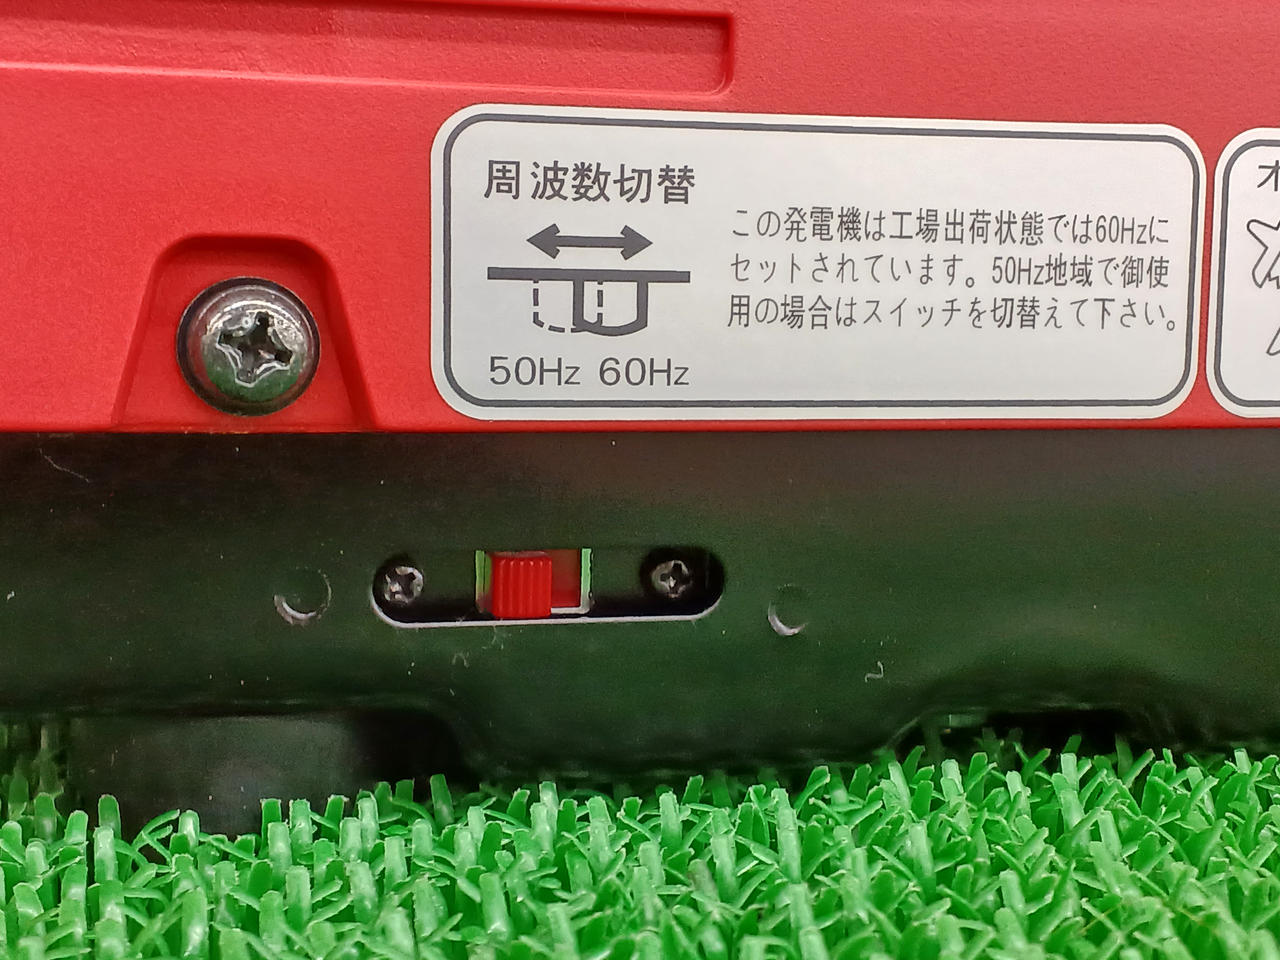 周波数切替
この発電機は工場出荷状態では60Hzに
セットされています。50Hz地域で御使
用の場合はスイッチを切替えて下さい。
50Hz 60Hz